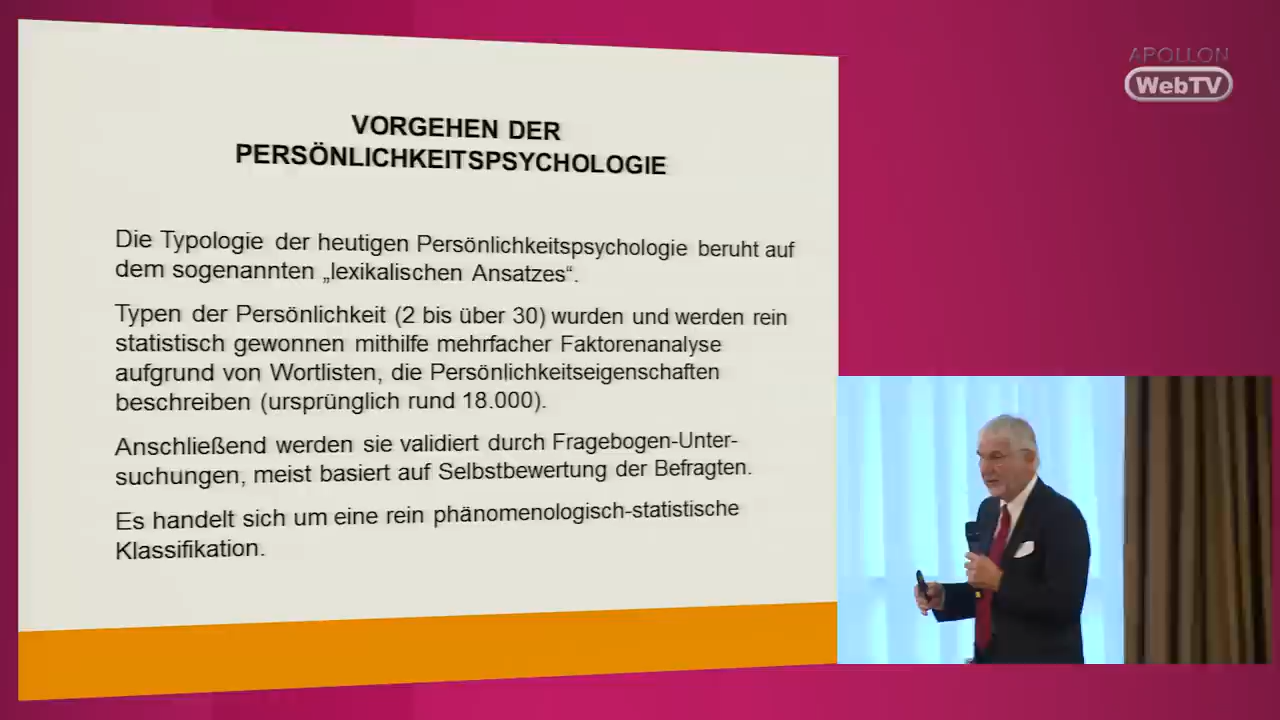 APOLLON
WebTV
VORGEHEN DER
PERSÖNLICHKEITSPSYCHOLOGIE
Die Typologie der heutigen Persönlichkeitspsychologie beruht auf
dem sogenannten „lexikalischen Ansatzes“.
Typen der Persönlichkeit (2 bis über 30) wurden und werden rein
statistisch gewonnen mithilfe mehrfacher Faktorenanalyse
aufgrund von Wortlisten, die Persönlichkeitseigenschaften
beschreiben (ursprünglich rund 18.000).
Anschließend werden sie validiert durch Fragebogen-Unter-
suchungen, meist basiert auf Selbstbewertung der Befragten.
Es handelt sich um eine rein phänomenologisch-statistische
Klassifikation.